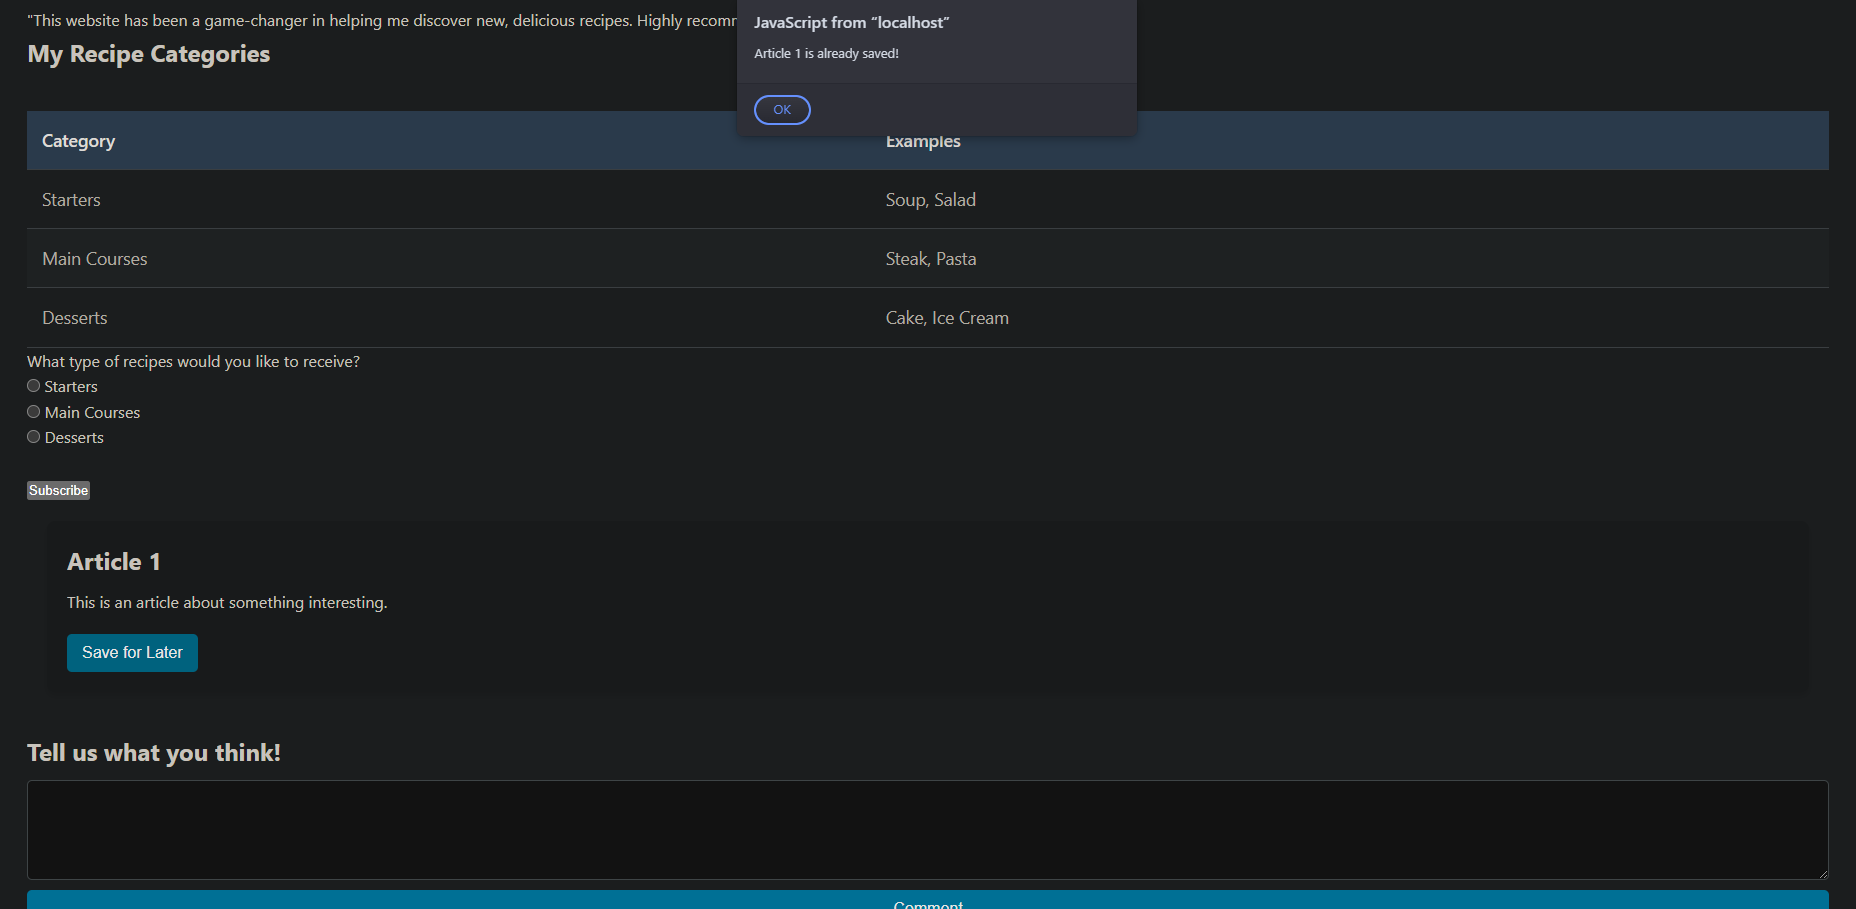 "This website has been a game-changer in helping me discover new, delicious recipes. Highly
My Recipe Categories
JavaScript from “localhost”
Article 1 is already saved!
OK
Category Examples
Starters Soup, Salad
Main Courses Steak, Pasta
Desserts Cake, Ice Cream
What type of recipes would you like to receive?
Starters
Main Courses
Desserts
Subscribe
Article 1
This is an article about something interesting.
Save for Later
Tell us what you think!
Comment